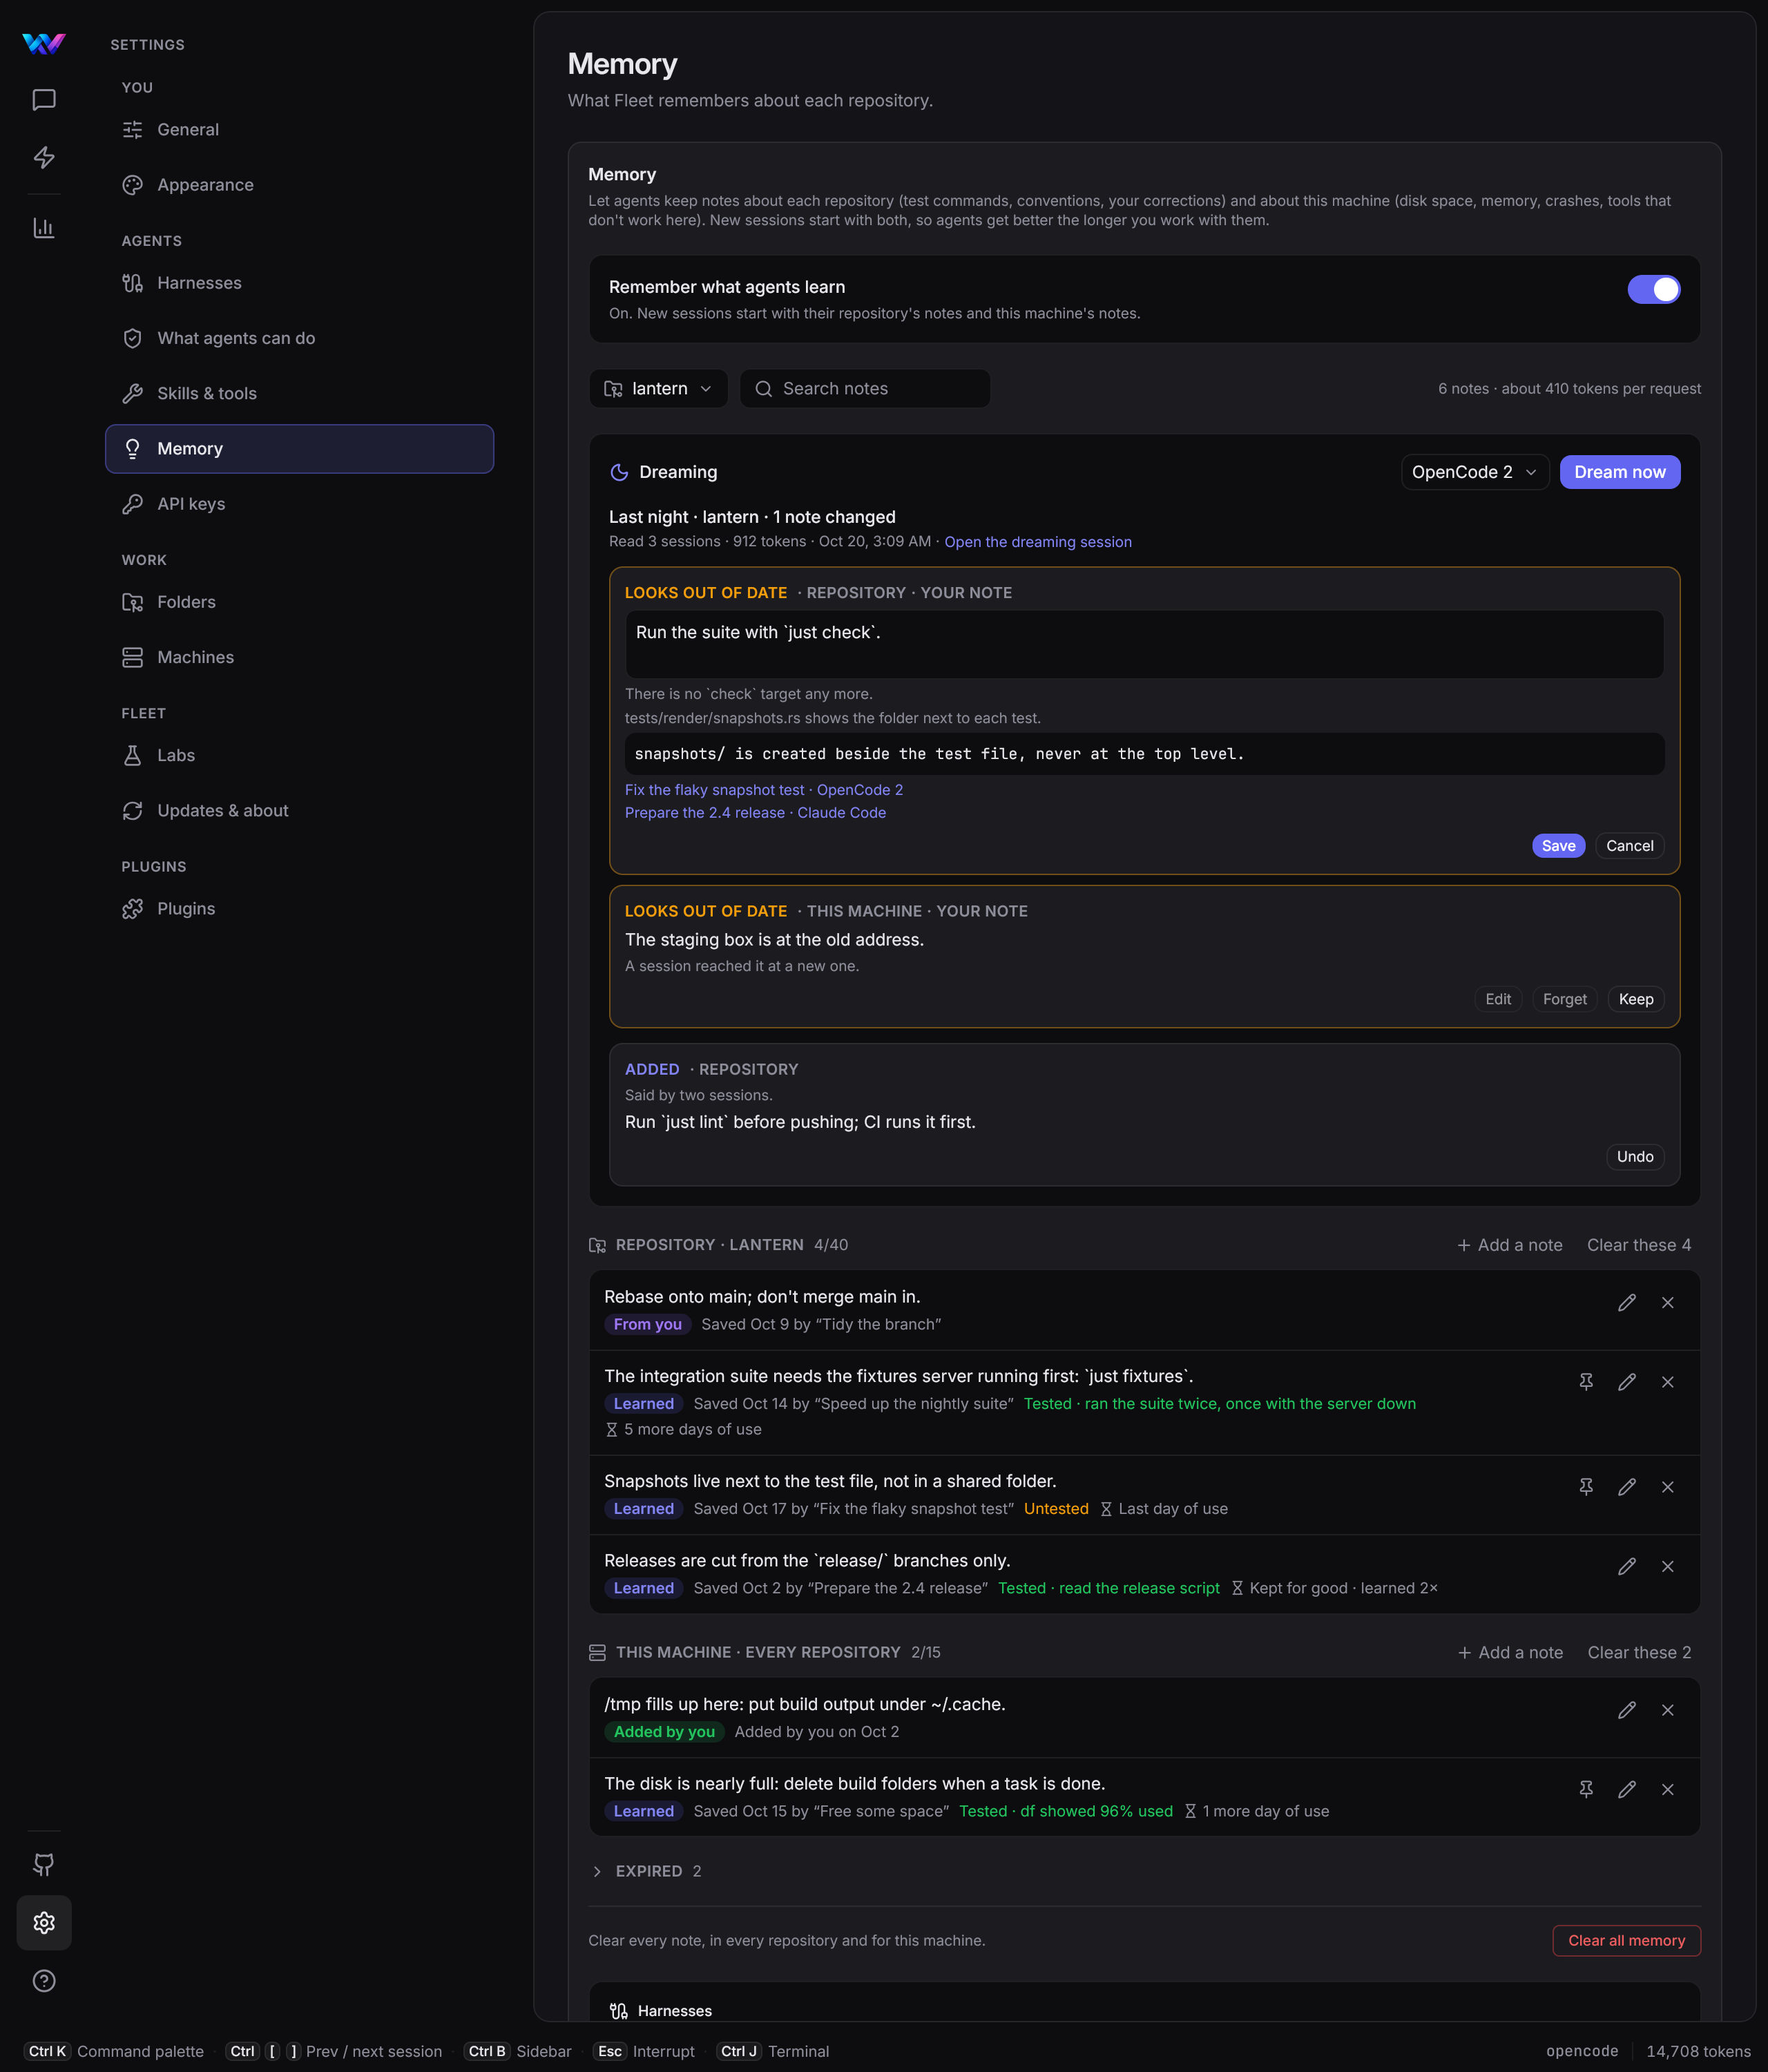 SETTINGS
YOU
General
Appearance
AGENTS
Harnesses
What agents can do
Skills & tools
Memory
API keys
WORK
Folders
Machines
FLEET
Labs
Updates & about
PLUGINS
Plugins
Memory
What Fleet remembers about each repository.
Memory
Let agents keep notes about each repository (test commands, conventions, your corrections) and about this machine (disk space, memory, crashes, tools that
don't work here). New sessions start with both, so agents get better the longer you work with them.
Remember what agents learn
On. New sessions start with their repository's notes and this machine's notes.
lantern
Search notes
6 notes · about 410 tokens per request
Dreaming
OpenCode 2
Dream now
Last night · lantern · 1 note changed
Read 3 sessions · 912 tokens · Oct 20, 3:09 AM · Open the dreaming session
LOOKS OUT OF DATE · REPOSITORY · YOUR NOTE
Run the suite with `just check`.
There is no `check` target any more.
tests/render/snapshots.rs shows the folder next to each test.
snapshots/ is created beside the test file, never at the top level.
Fix the flaky snapshot test · OpenCode 2
Prepare the 2.4 release · Claude Code
Save
Cancel
LOOKS OUT OF DATE · THIS MACHINE · YOUR NOTE
The staging box is at the old address.
A session reached it at a new one.
Edit
Forget
Keep
ADDED · REPOSITORY
Said by two sessions.
Run `just lint` before pushing; CI runs it first.
Undo
REPOSITORY · LANTERN 4/40
Add a note
Clear these 4
Rebase onto main; don't merge main in.
From you Saved Oct 9 by “Tidy the branch”
The integration suite needs the fixtures server running first: `just fixtures`.
Learned Saved Oct 14 by “Speed up the nightly suite” Tested · ran the suite twice, once with the server down
5 more days of use
Snapshots live next to the test file, not in a shared folder.
Learned Saved Oct 17 by “Fix the flaky snapshot test” Untested Last day of use
Releases are cut from the `release/` branches only.
Learned Saved Oct 2 by “Prepare the 2.4 release” Tested · read the release script Kept for good · learned 2×
THIS MACHINE · EVERY REPOSITORY 2/15
Add a note
Clear these 2
/tmp fills up here: put build output under ~/.cache.
Added by you Added by you on Oct 2
The disk is nearly full: delete build folders when a task is done.
Learned Saved Oct 15 by “Free some space” Tested · df showed 96% used 1 more day of use
EXPIRED 2
Clear every note, in every repository and for this machine.
Clear all memory
Harnesses
Ctrl K Command palette · Ctrl [ ] Prev / next session · Ctrl B Sidebar · Esc Interrupt · Ctrl J Terminal
opencode 14,708 tokens